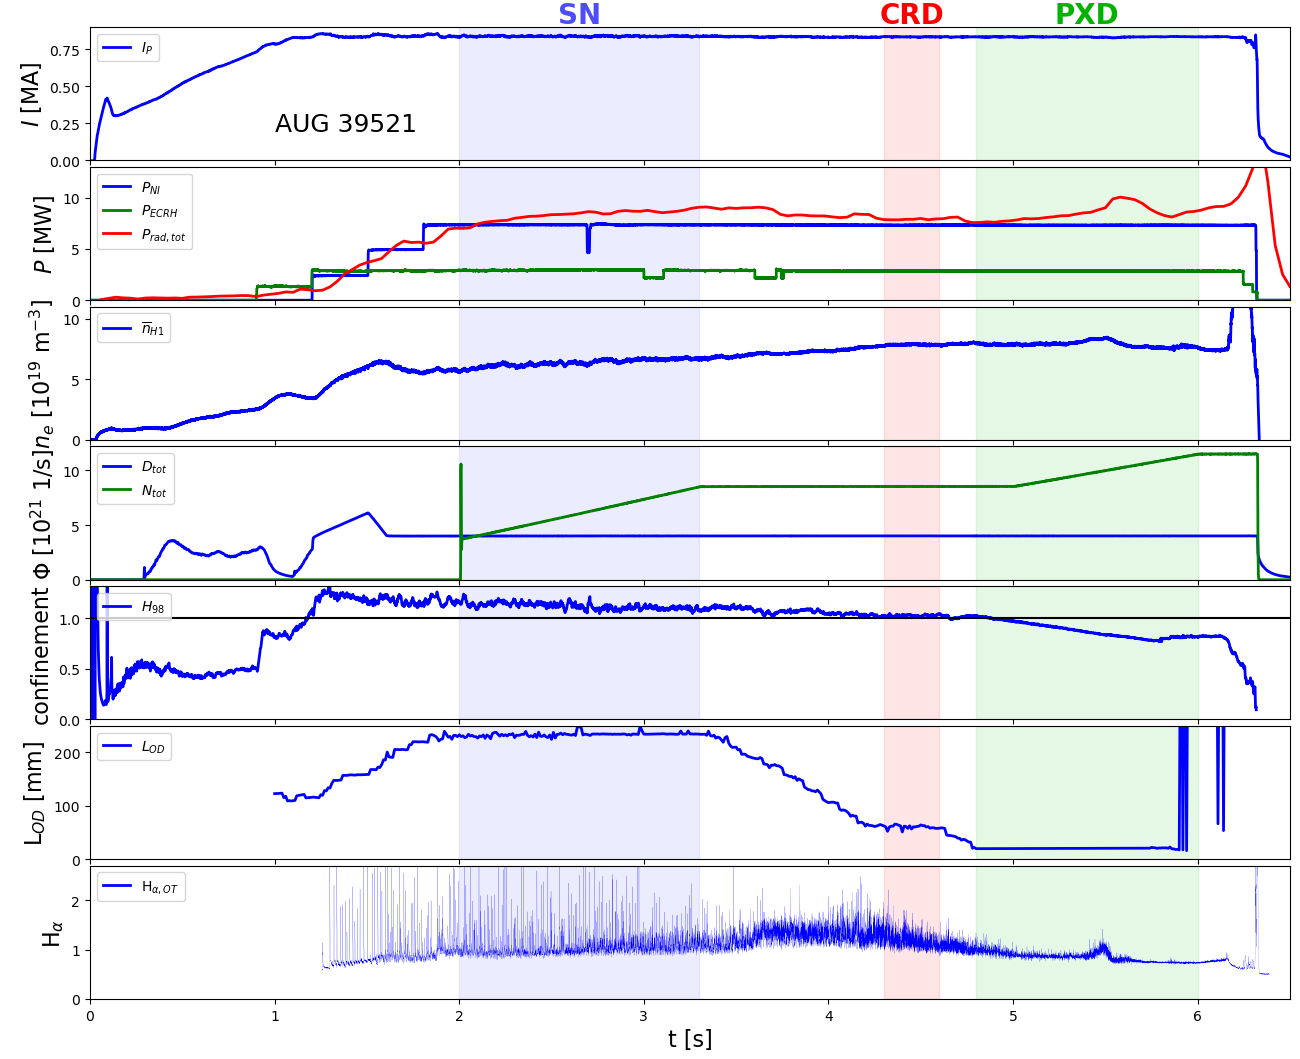 SN CRD PXD
I [MA]
0.75
0.50
0.25
0.00
I_P
AUG 39521
P [MW]
10
5
0
P_NI
P_ECRH
P_rad,tot
n_e [10^19 m^−3]
10
5
0
n̅_H1
Φ [10^21 1/s]
10
5
0
D_tot
N_tot
confinement
1.0
0.5
0.0
H_98
L_OD [mm]
200
100
0
L_OD
H_α
2
1
0
H_α,OT
0 1 2 3 4 5 6
t [s]